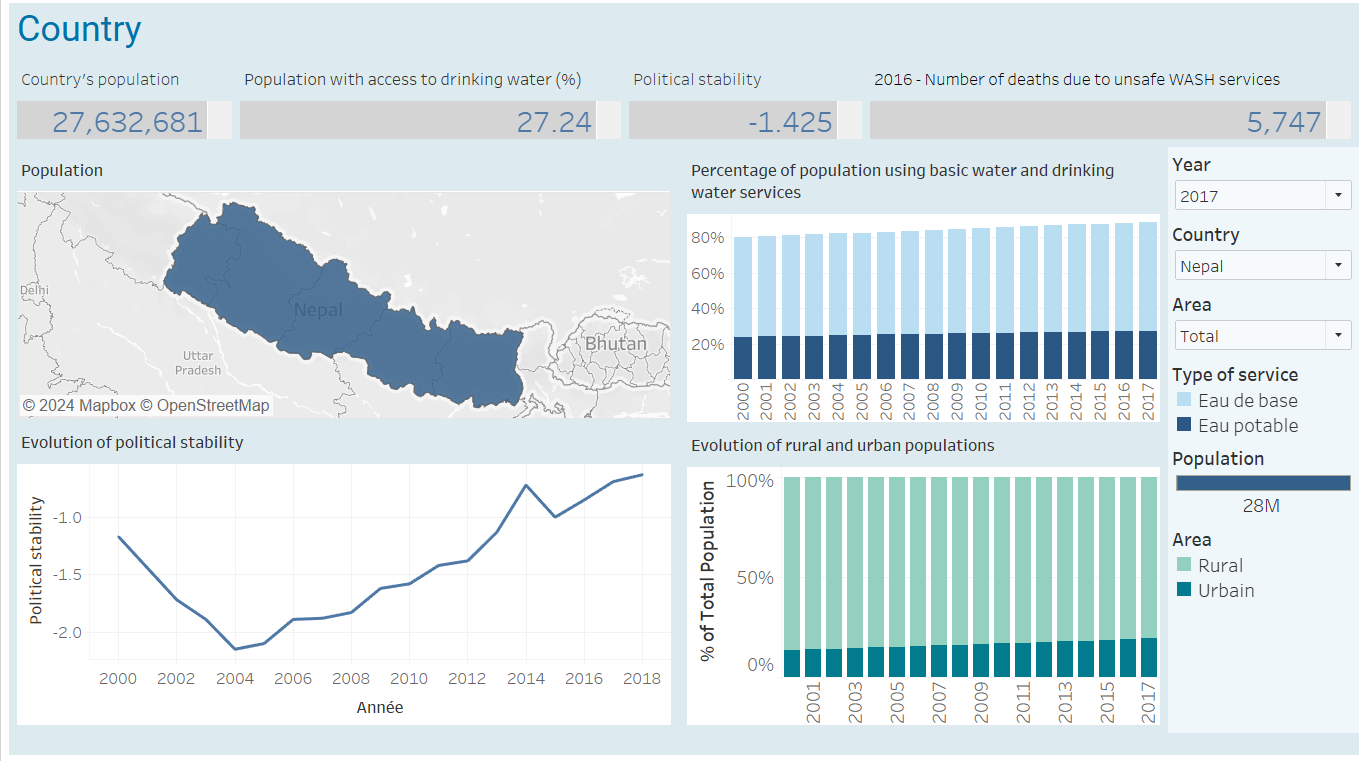 Country
Country's population
Population with access to drinking water (%)
Political stability
2016 - Number of deaths due to unsafe WASH services
27,632,681
27.24
-1.425
5,747
Population
Nepal
Delhi
Uttar
Pradesh
Bhutan
© 2024 Mapbox © OpenStreetMap
Percentage of population using basic water and drinking
water services
80%
60%
40%
20%
2000
2001
2002
2003
2004
2005
2006
2007
2008
2009
2010
2011
2012
2013
2014
2015
2016
2017
Evolution of political stability
Political stability
-1.0
-1.5
-2.0
2000
2002
2004
2006
2008
2010
2012
2014
2016
2018
Année
Evolution of rural and urban populations
% of Total Population
100%
50%
0%
2001
2003
2005
2007
2009
2011
2013
2015
2017
Year
2017
Country
Nepal
Area
Total
Type of service
Eau de base
Eau potable
Population
28M
Area
Rural
Urbain